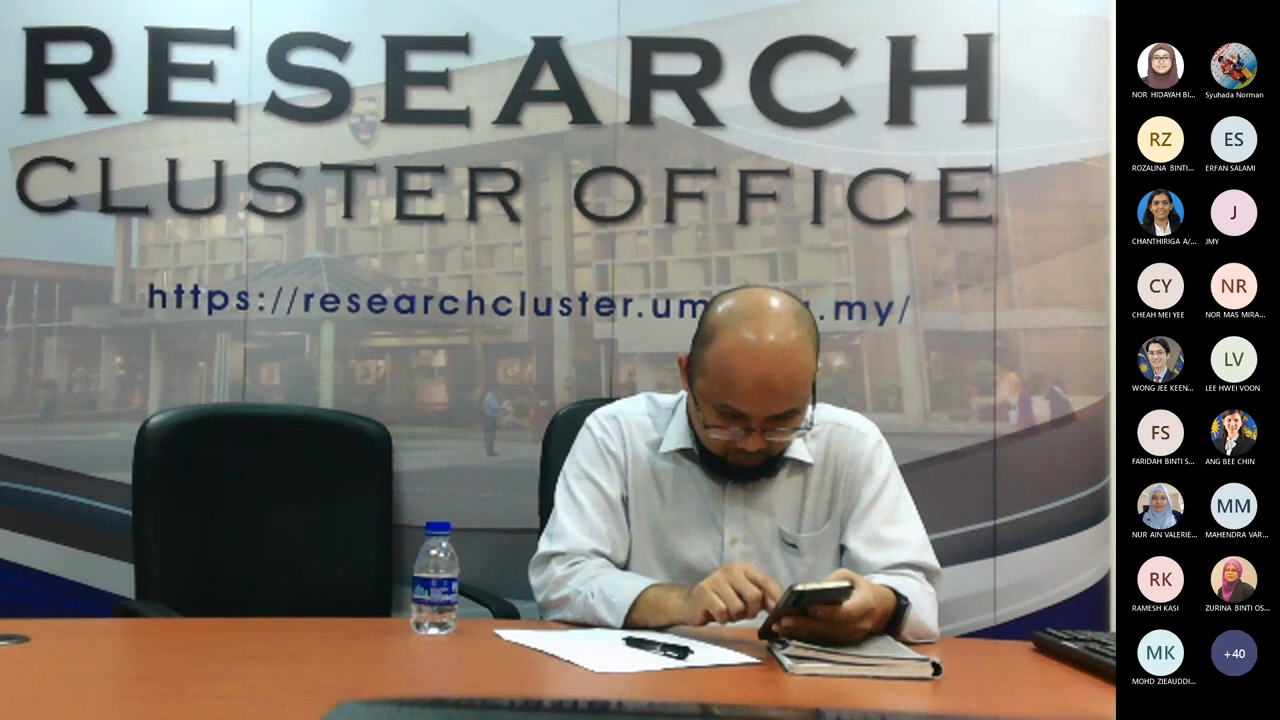 RESEARCH
CLUSTER OFFICE
https://researchcluster.um
.my/
NOR HIDAYAH BI...
Syuhada Norman
RZ
ROZALINA BINTI...
ES
ERFAN SALAMI
CHANTHIRIGA A/...
J
JMY
CY
CHEAH MEI YEE
NR
NOR MAS MIRA...
WONG JEE KEEN...
LV
LEE HWEI VOON
FS
FARIDAH BINTI S...
ANG BEE CHIN
NUR AIN VALERIE...
MM
MAHENDRA VAR...
RK
RAMESH KASI
ZURINA BINTI OS...
MK
MOHD ZIEAUDDI...
+40